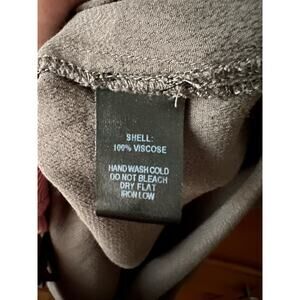 SHELL:
100% VISCOSE
HAND WASH COLD
DO NOT BLEACH
DRY FLAT
IRON LOW